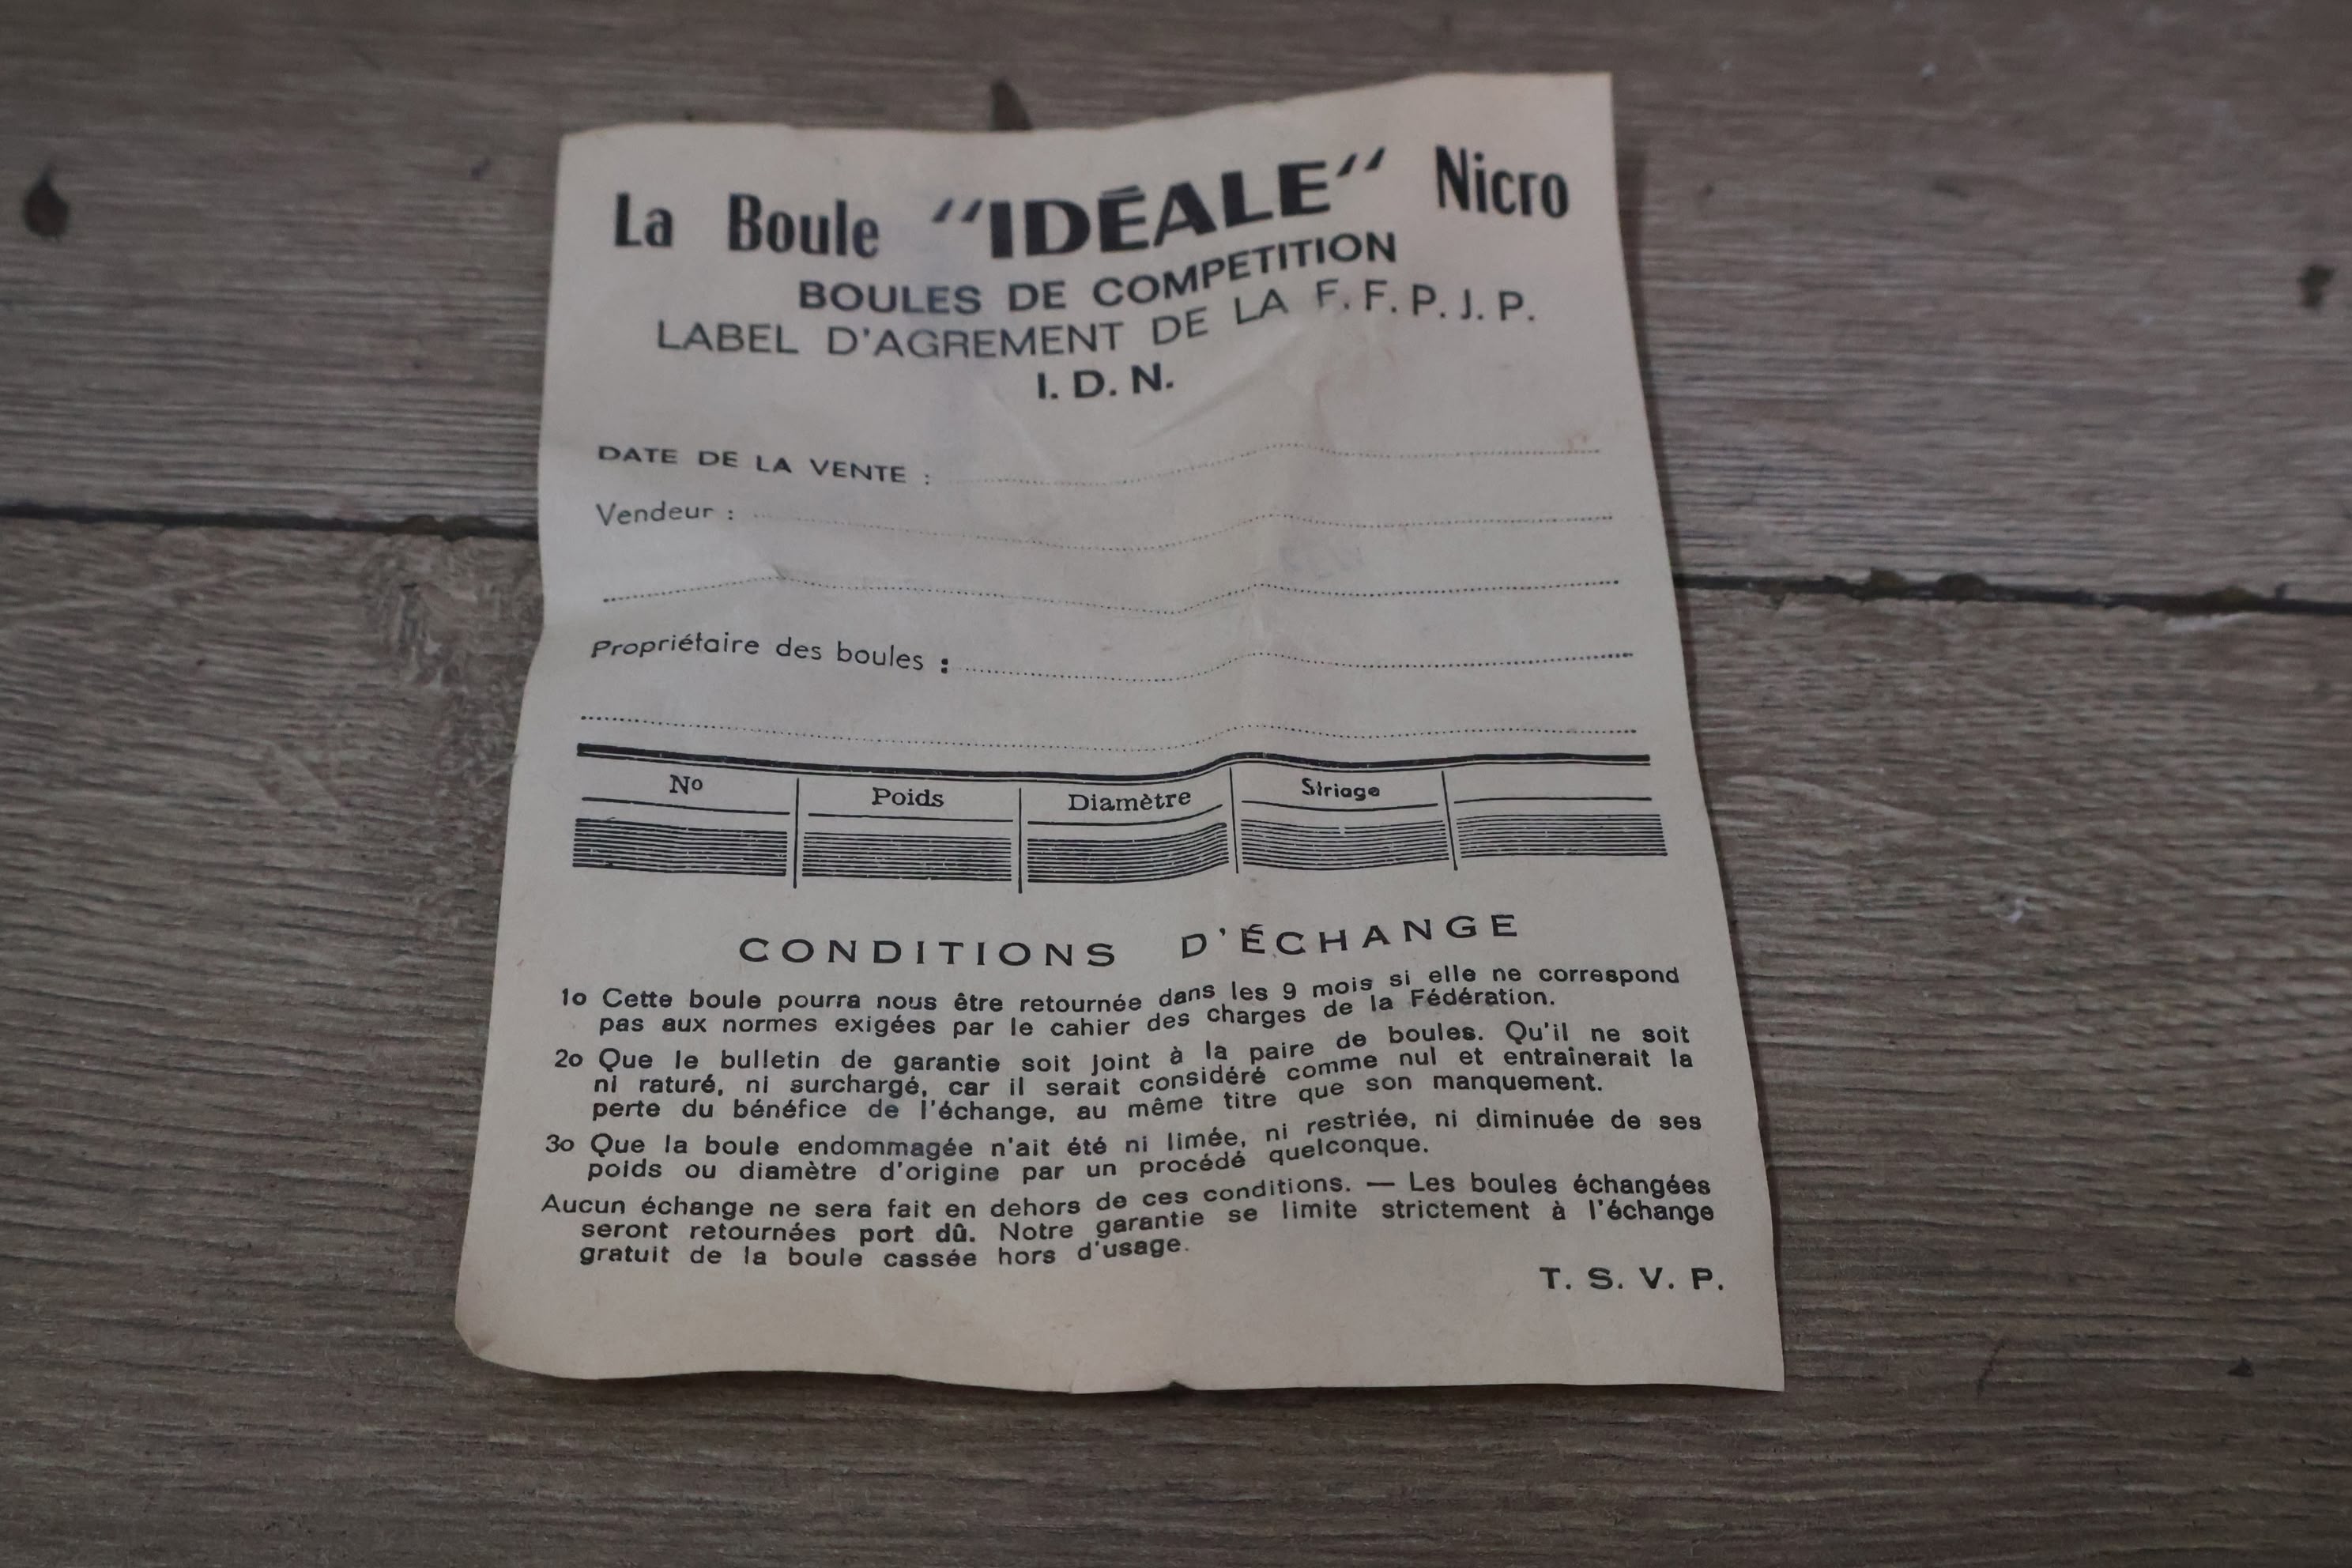 La Boule "IDÉALE" Nicro
BOULES DE COMPETITION
LABEL D'AGREMENT DE LA F. F. P. J. P.
I. D. N.
DATE DE LA VENTE :
Vendeur :
Propriétaire des boules :
No Poids Diamètre Striage
CONDITIONS D'ÉCHANGE
1o Cette boule pourra nous être retournée dans les 9 mois si elle ne correspond
pas aux normes exigées par le cahier des charges de la Fédération.
2o Que le bulletin de garantie soit joint à la paire de boules. Qu'il ne soit
ni raturé, ni surchargé, car il serait considéré comme nul et entraînerait la
perte du bénéfice de l'échange, au même titre que son manquement.
3o Que la boule endommagée n'ait été ni limée, ni restriée, ni diminuée de ses
poids ou diamètre d'origine par un procédé quelconque.
Aucun échange ne sera fait en dehors de ces conditions. — Les boules échangées
seront retournées port dû. Notre garantie se limite strictement à l'échange
gratuit de la boule cassée hors d'usage.
T. S. V. P.